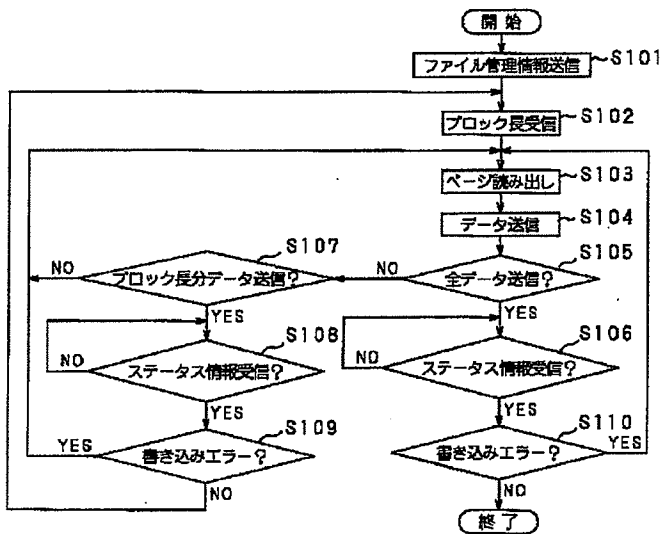 開始
ファイル管理情報送信
S101
ブロック長受信
S102
ページ読み出し
S103
データ送信
S104
全データ送信?
S105
NO
YES
ブロック長分データ送信?
S107
NO
YES
ステータス情報受信?
S108
NO
YES
ステータス情報受信?
S106
NO
YES
書き込みエラー?
S109
YES
NO
書き込みエラー?
S110
YES
NO
終了